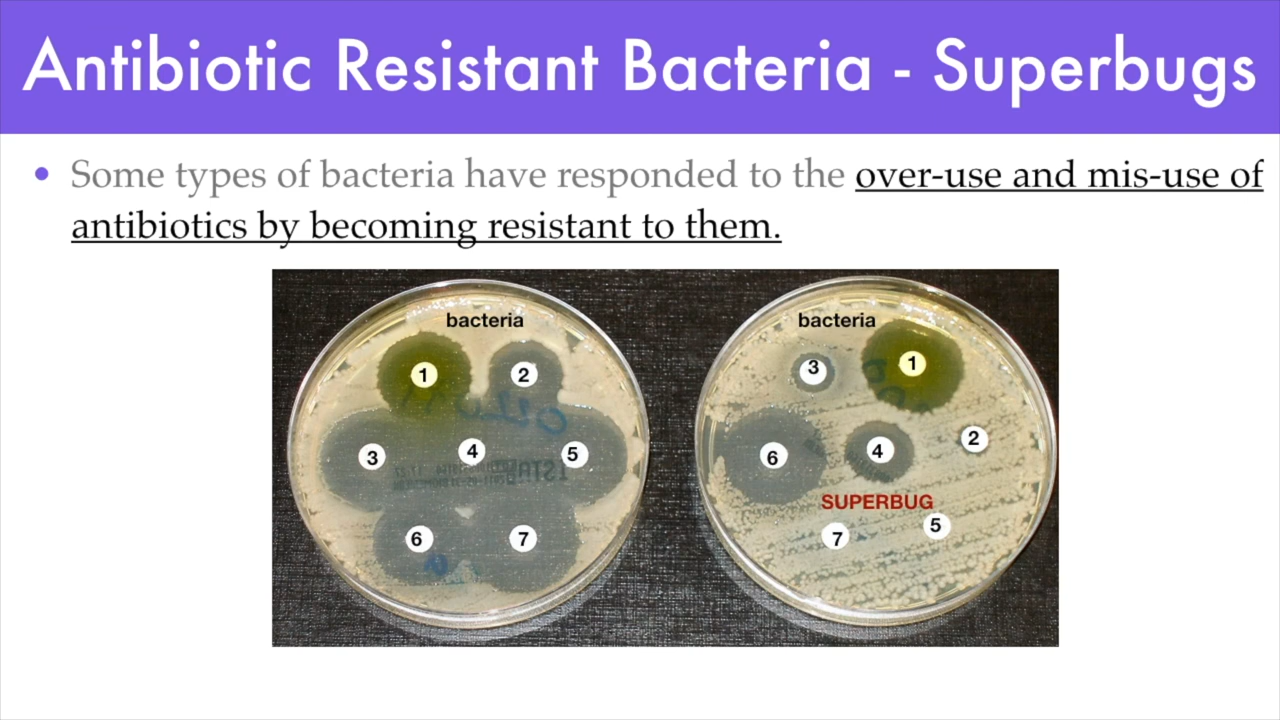 Antibiotic Resistant Bacteria - Superbugs
• Some types of bacteria have responded to the over-use and mis-use of
antibiotics by becoming resistant to them.
bacteria
1
2
3
4
5
6
7
bacteria
3
1
2
6
4
SUPERBUG
7
5